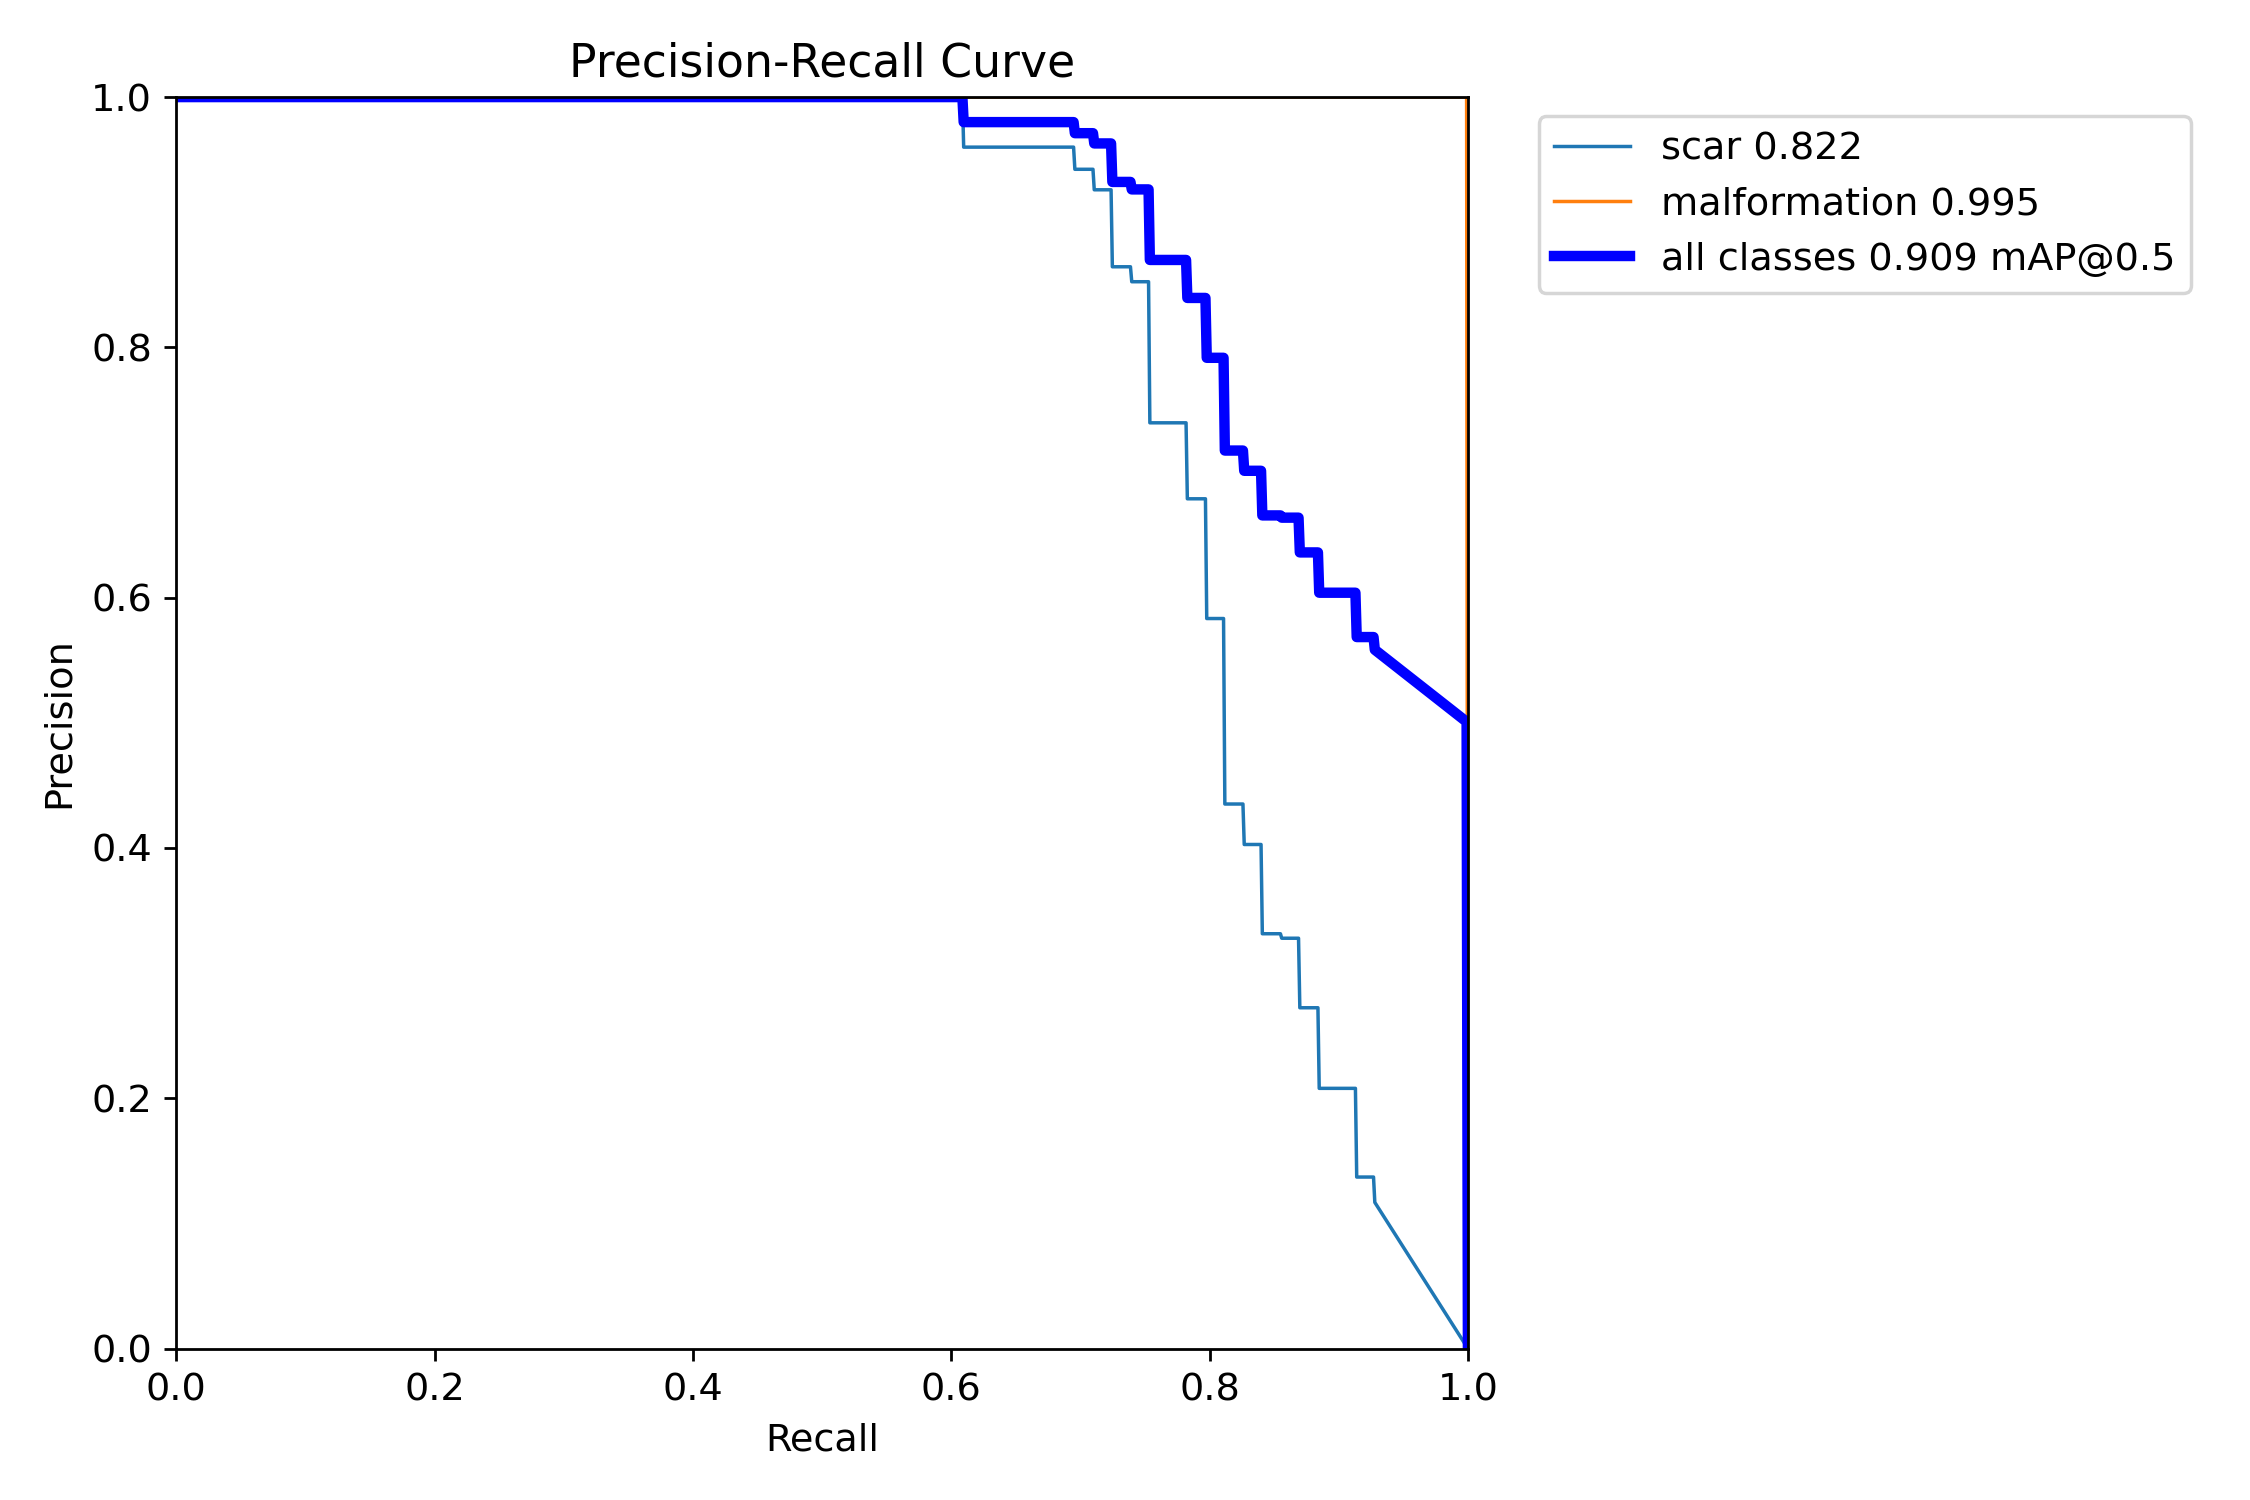 Precision-Recall Curve
1.0
0.8
0.6
0.4
0.2
0.0
Precision
0.0 0.2 0.4 0.6 0.8 1.0
Recall
scar 0.822
malformation 0.995
all classes 0.909 mAP@0.5